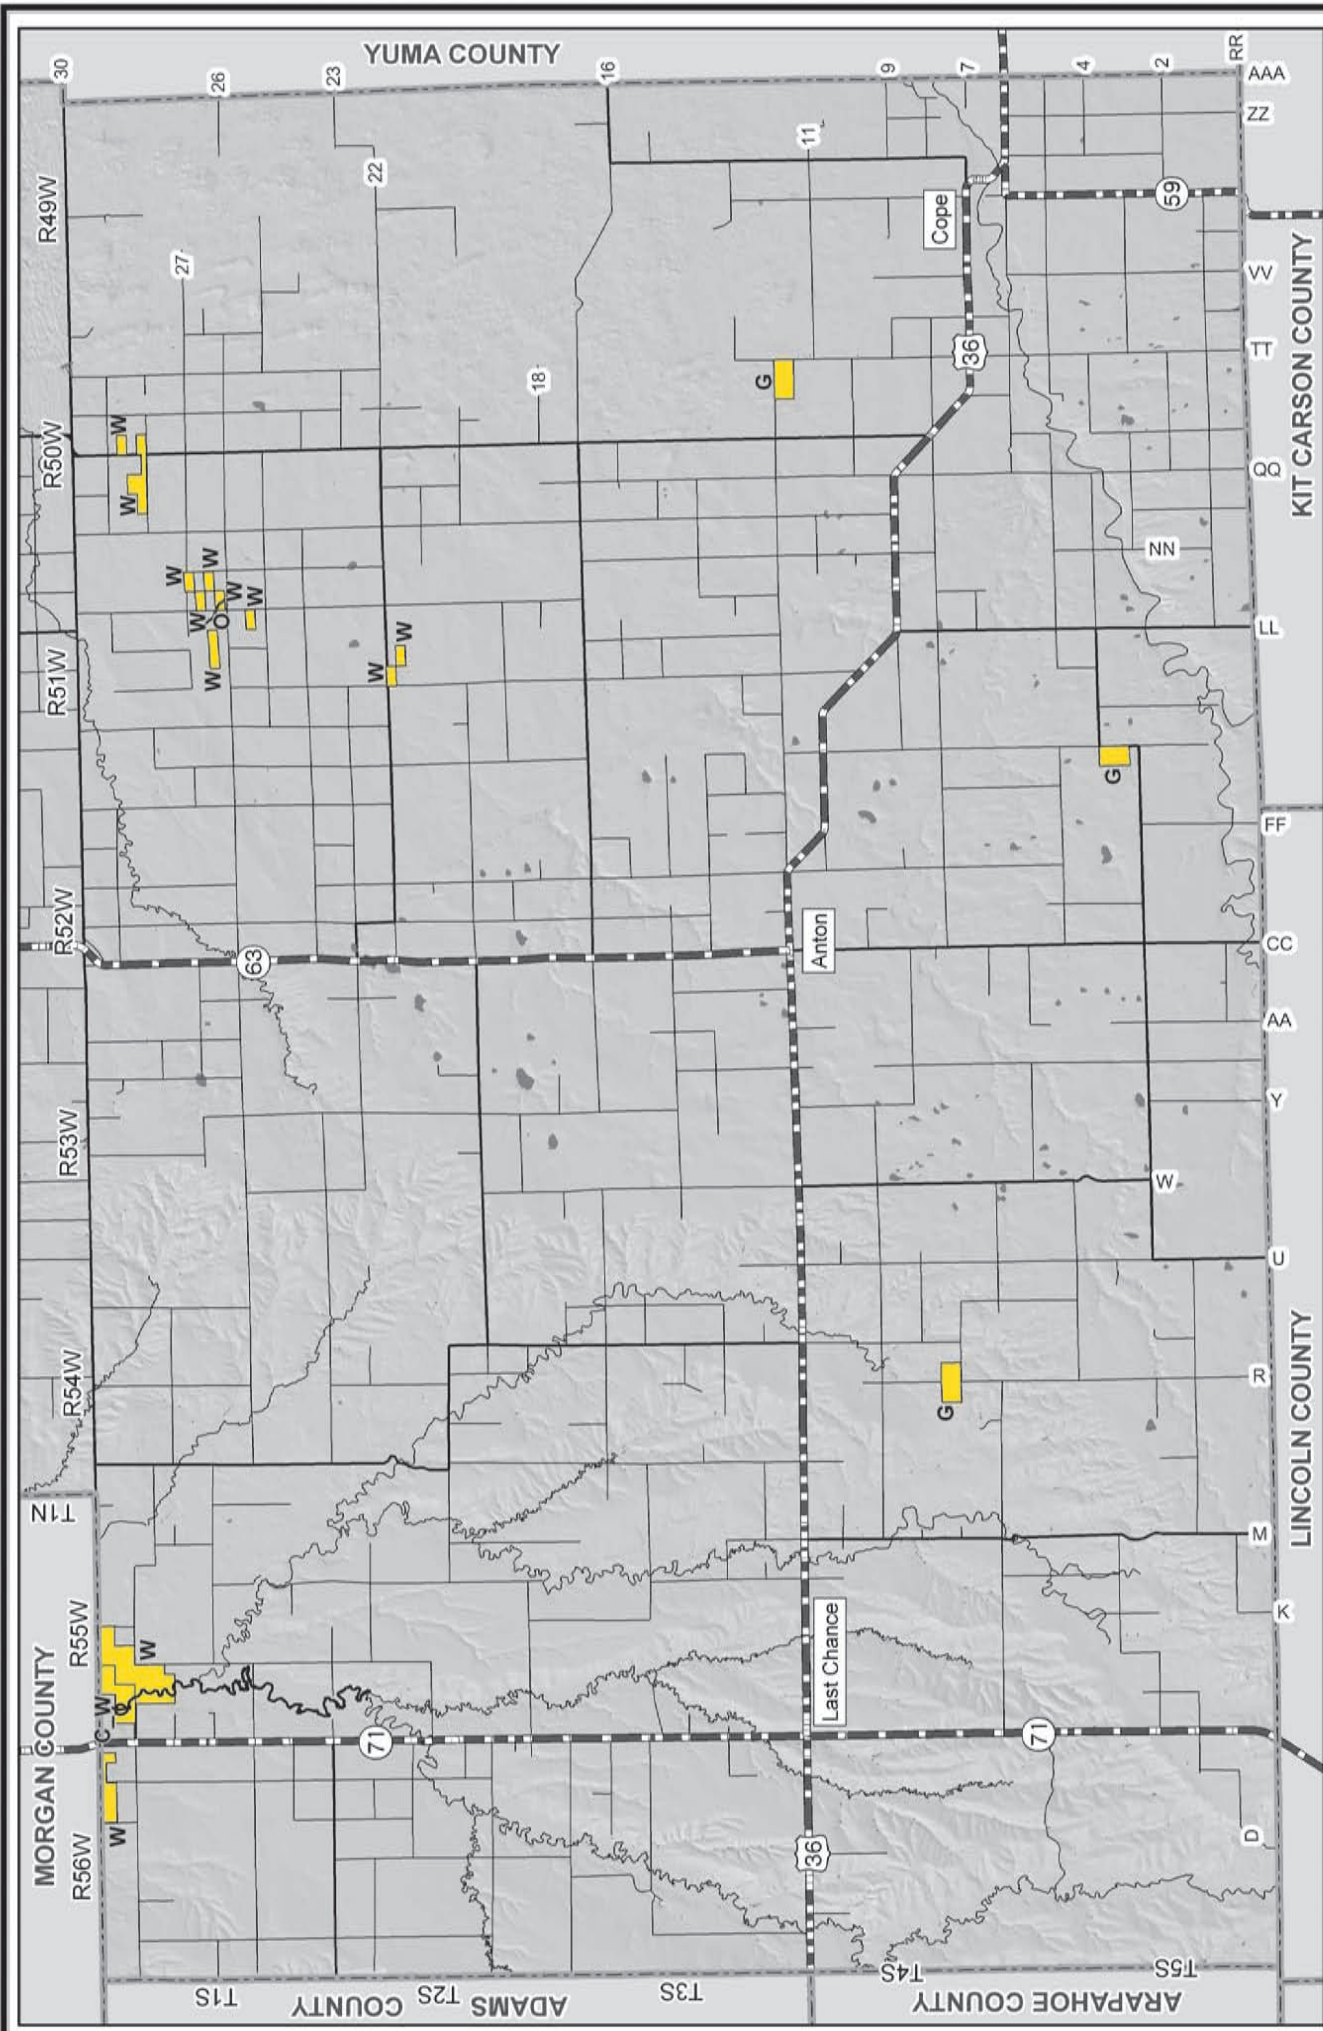 MORGAN COUNTY
R56W
R55W
T1N
R54W
R53W
R52W
R51W
R50W
R49W
30
W
C
W
O
W
W
W
W
W
W
W
O
W
W
W
W
W
27
26
23
22
18
16
11
9
7
4
2
RR
YUMA COUNTY
T1S
T2S
T3S
T4S
T5S
ADAMS COUNTY
ARAPAHOE COUNTY
71
63
36
Last Chance
Anton
G
G
G
36
Cope
71
59
D
K
M
R
U
W
Y
AA
CC
FF
LL
NN
QQ
TT
VV
ZZ
AAA
LINCOLN COUNTY
KIT CARSON COUNTY